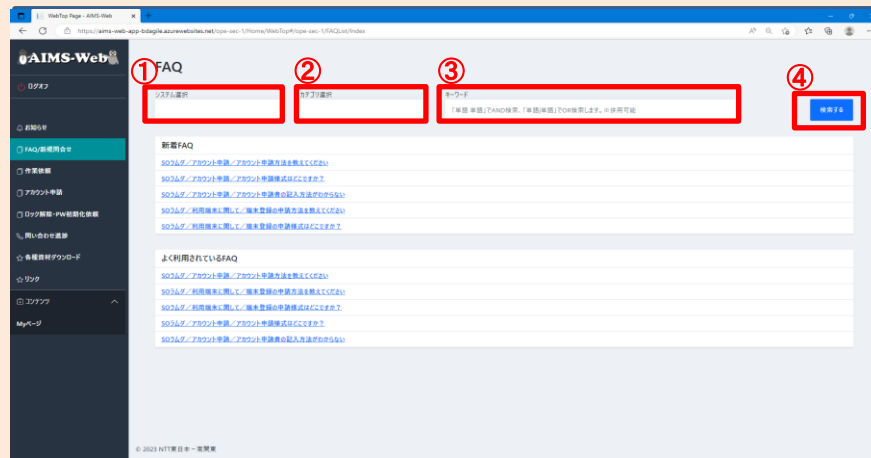 WebTop Page - AIMS-Web
https://aims-web-app-bdagile.azurewebsites.net/ope-sec-1/Home/WebTop#/ope-sec-1/FAQList/Index
AIMS-Web
ログオフ
お知らせ
FAQ/新規問合せ
作業依頼
アカウント申請
ロック解除・PW初期化依頼
問い合わせ進捗
各種資材ダウンロード
リンク
コンテンツ
Myページ
① ② ③ ④
FAQ
システム選択 カテゴリ選択 キーワード
「単語 単語」でAND検索、「単語|単語」でOR検索します。※併用可能
検索する
新着FAQ
SOラムダ／アカウント申請／アカウント申請方法を教えてください
SOラムダ／アカウント申請／アカウント申請様式はどこですか？
SOラムダ／アカウント申請／アカウント申請書の記入方法がわからない
SOラムダ／利用端末に関して／端末登録の申請方法を教えてください
SOラムダ／利用端末に関して／端末登録の申請様式はどこですか？
よく利用されているFAQ
SOラムダ／アカウント申請／アカウント申請方法を教えてください
SOラムダ／利用端末に関して／端末登録の申請方法を教えてください
SOラムダ／利用端末に関して／端末登録の申請様式はどこですか？
SOラムダ／アカウント申請／アカウント申請様式はどこですか？
SOラムダ／アカウント申請／アカウント申請書の記入方法がわからない
© 2023 NTT東日本－南関東